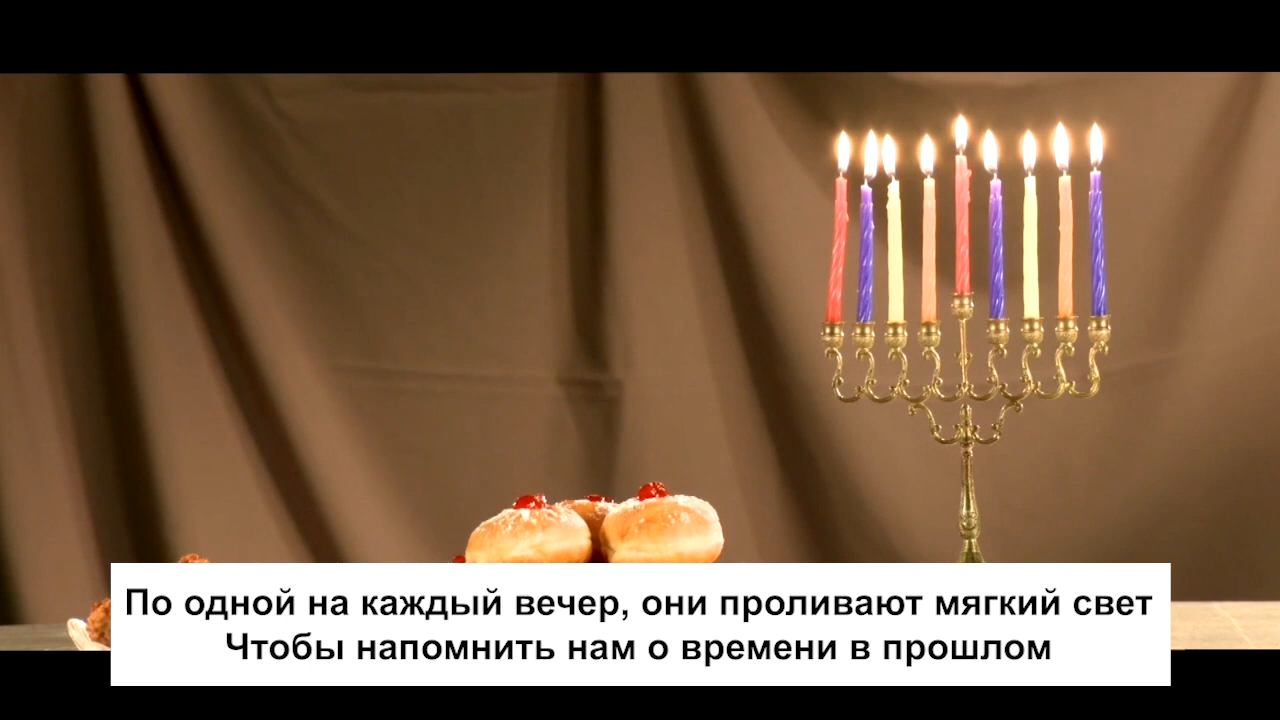 По одной на каждый вечер, они проливают мягкий свет
Чтобы напомнить нам о времени в прошлом